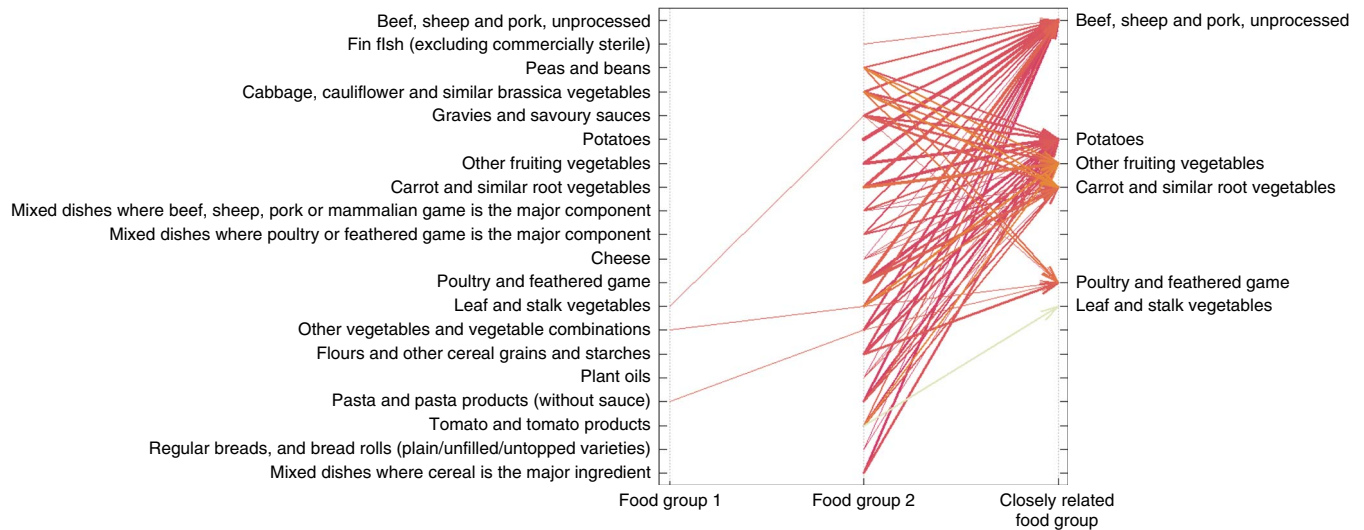 Beef, sheep and pork, unprocessed
Fin fIsh (excluding commercially sterile)
Peas and beans
Cabbage, cauliflower and similar brassica vegetables
Gravies and savoury sauces
Potatoes
Other fruiting vegetables
Carrot and similar root vegetables
Mixed dishes where beef, sheep, pork or mammalian game is the major component
Mixed dishes where poultry or feathered game is the major component
Cheese
Poultry and feathered game
Leaf and stalk vegetables
Other vegetables and vegetable combinations
Flours and other cereal grains and starches
Plant oils
Pasta and pasta products (without sauce)
Tomato and tomato products
Regular breads, and bread rolls (plain/unfilled/untopped varieties)
Mixed dishes where cereal is the major ingredient
Beef, sheep and pork, unprocessed
Potatoes
Other fruiting vegetables
Carrot and similar root vegetables
Poultry and feathered game
Leaf and stalk vegetables
Food group 1
Food group 2
Closely related
food group